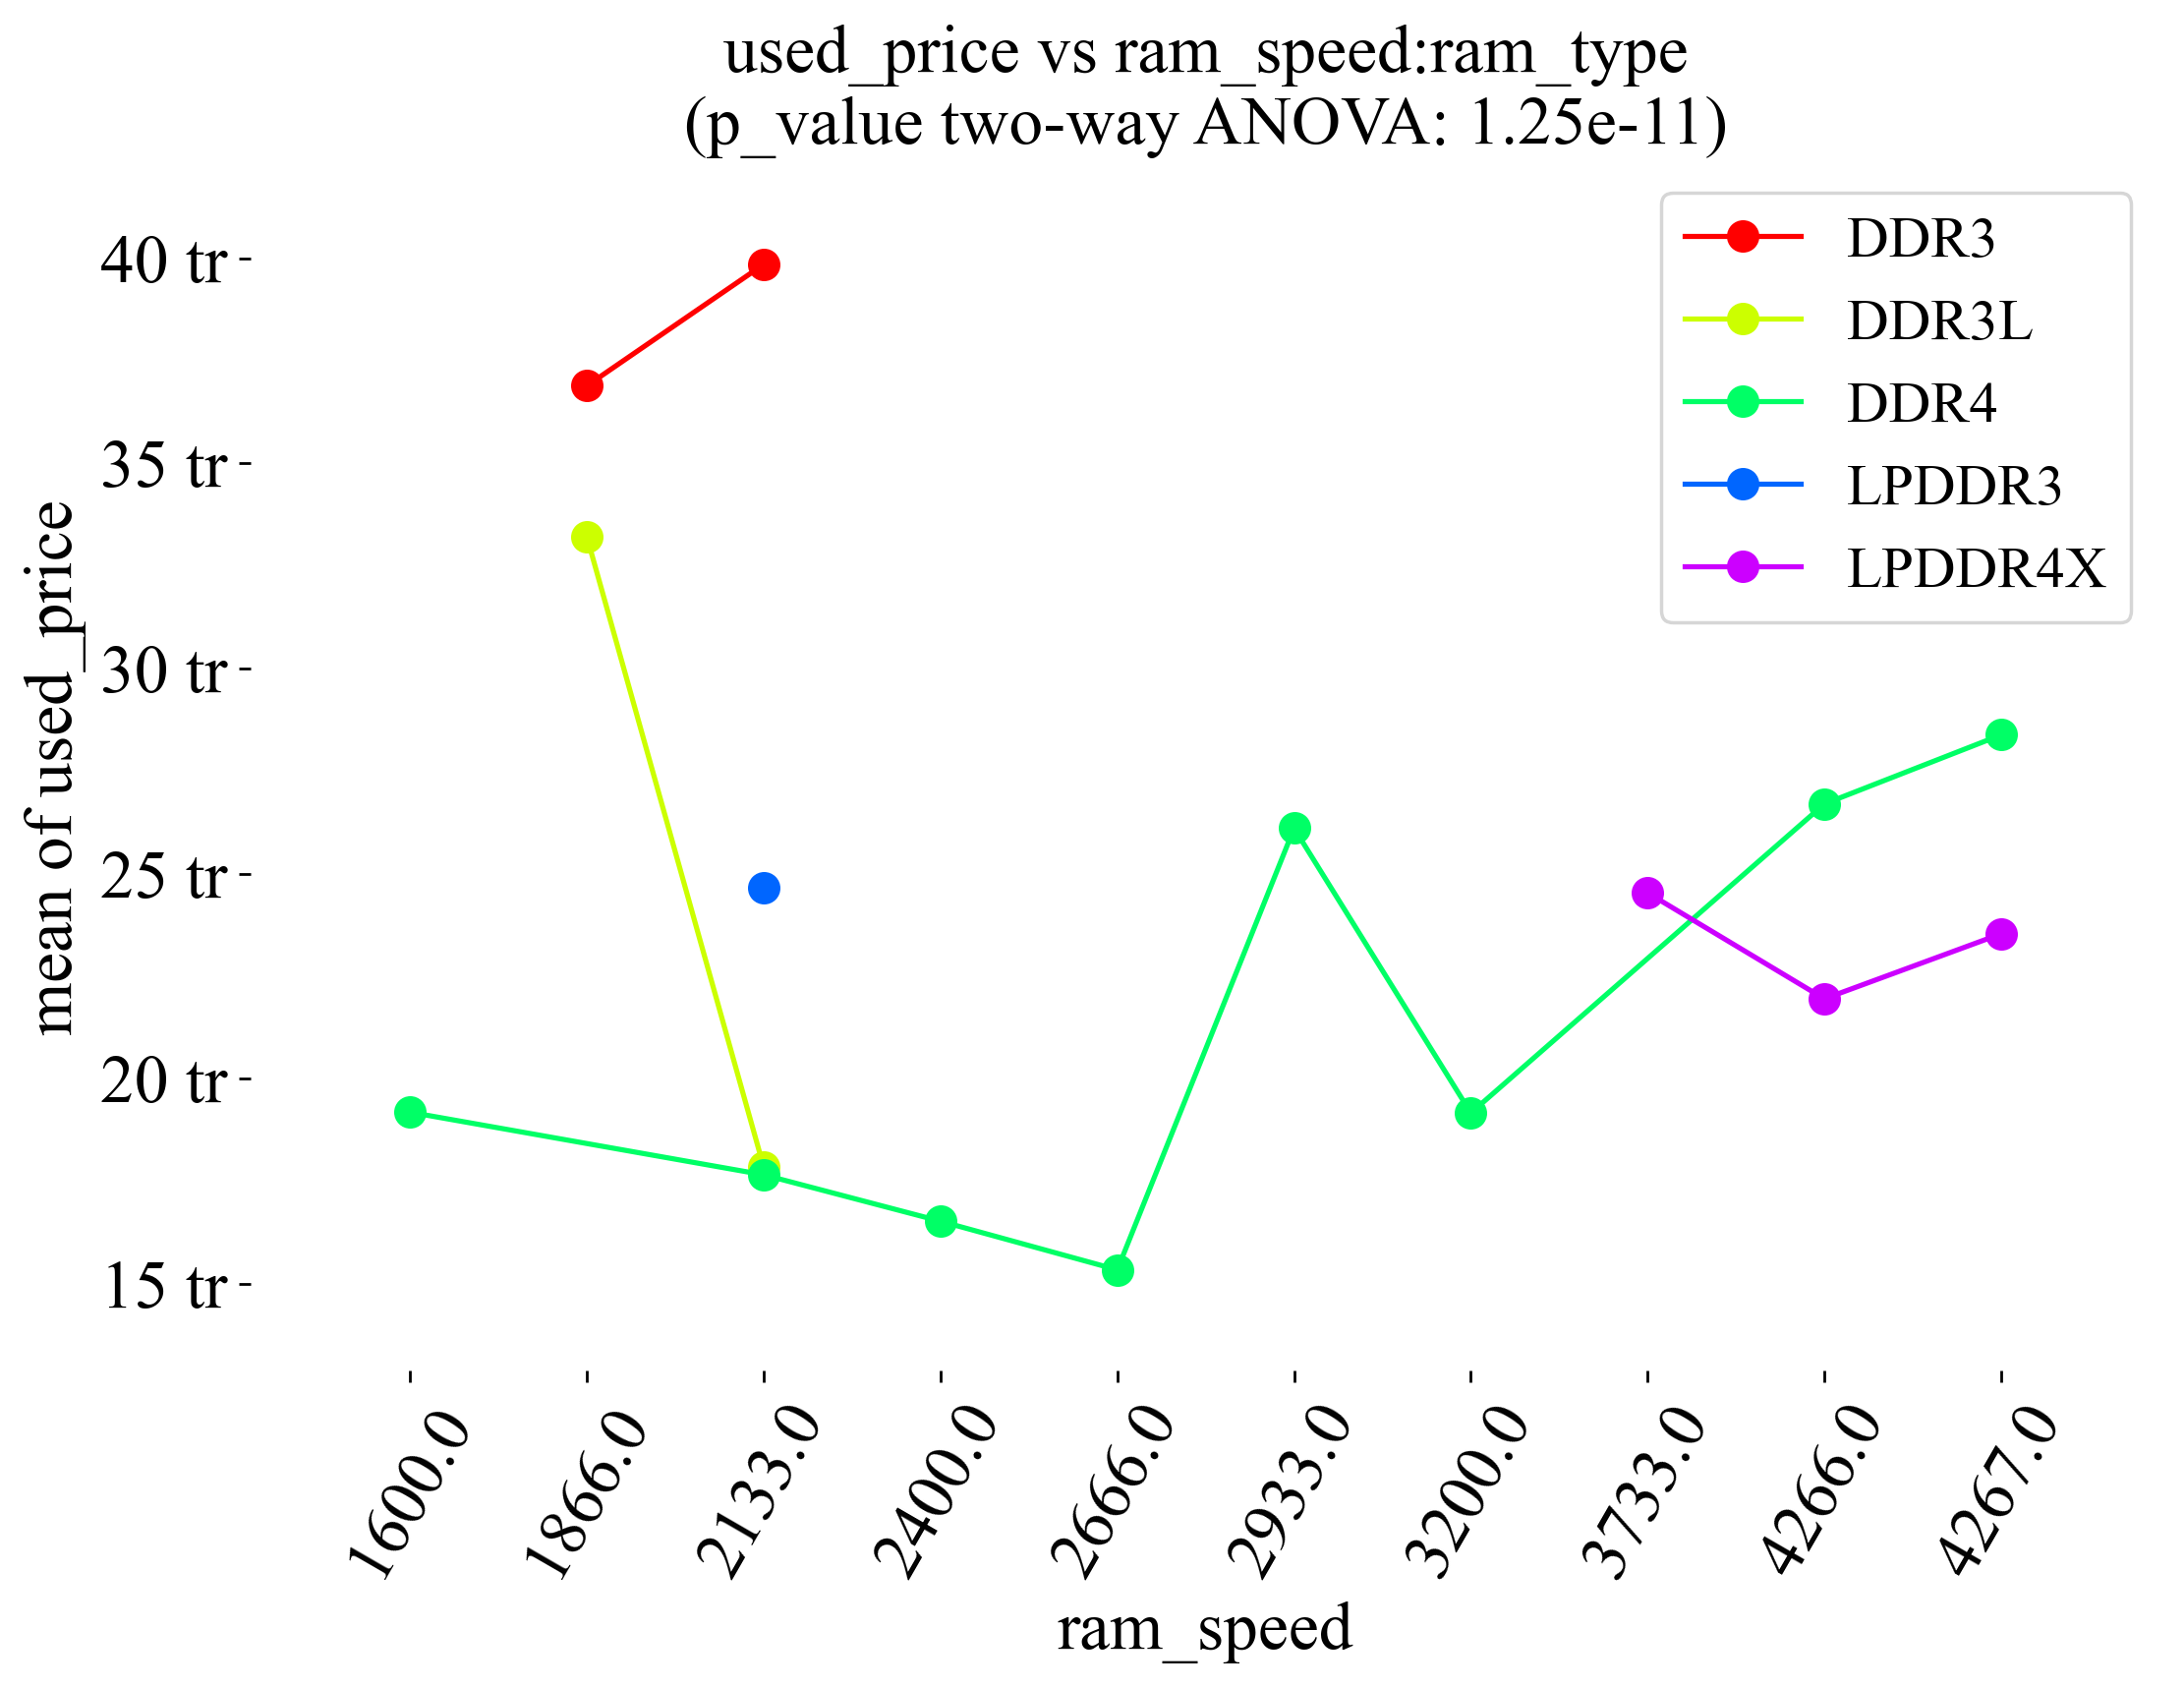 used_price vs ram_speed:ram_type
(p_value two-way ANOVA: 1.25e-11)
DDR3
DDR3L
DDR4
LPDDR3
LPDDR4X
mean of used_price
40 tr
35 tr
30 tr
25 tr
20 tr
15 tr
1600.0
1866.0
2133.0
2400.0
2666.0
2933.0
3200.0
3733.0
4266.0
4267.0
ram_speed